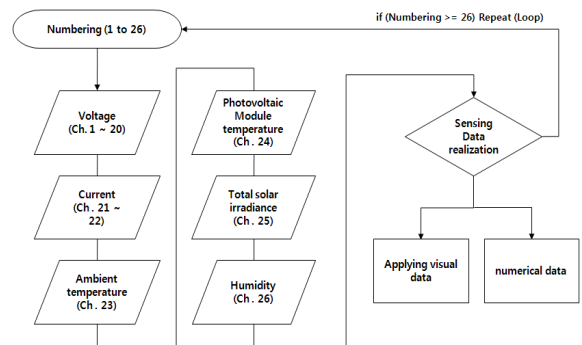 if (Numbering >= 26) Repeat (Loop)
Numbering (1 to 26)
Voltage
(Ch. 1 ~ 20)
Current
(Ch. 21 ~
22)
Ambient
temperature
(Ch. 23)
Photovoltaic
Module
temperature
(Ch. 24)
Total solar
irradiance
(Ch. 25)
Humidity
(Ch. 26)
Sensing
Data
realization
Applying visual
data
numerical data